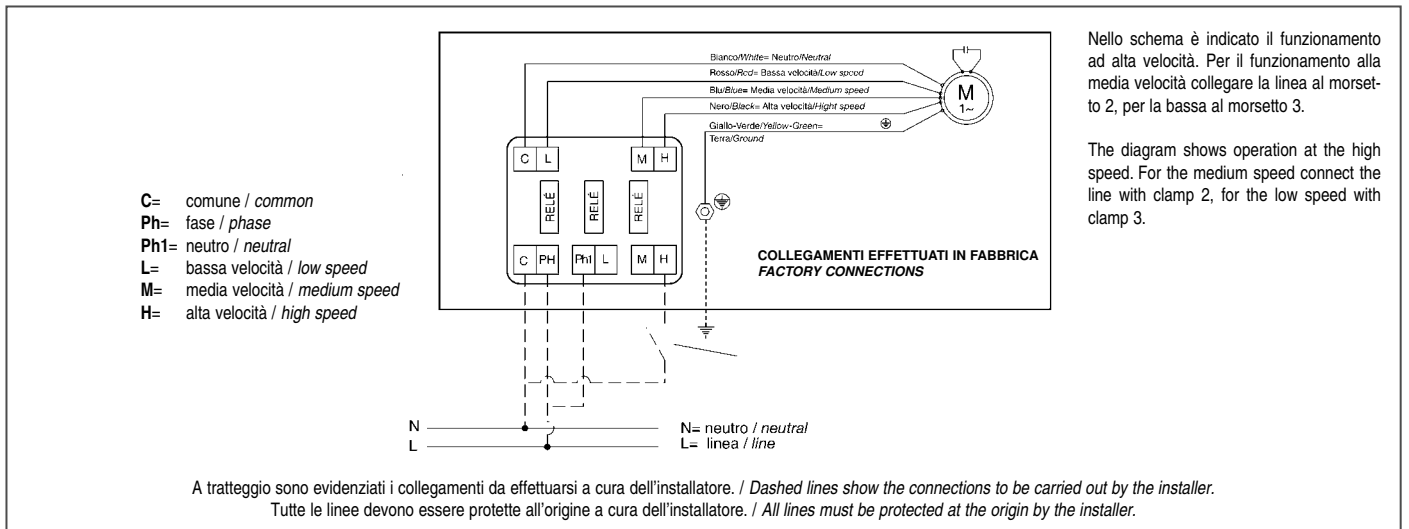 Bianco/White= Neutro/Neutral
Rosso/Red= Bassa velocità/Low speed
Blu/Blue= Media velocità/Medium speed
Nero/Black= Alta velocità/Hight speed
Giallo-Verde/Yellow-Green=
Terra/Ground
M
1~
C L M H
RELÉ RELÉ RELÉ
C PH Ph1 L M H
COLLEGAMENTI EFFETTUATI IN FABBRICA
FACTORY CONNECTIONS
C= comune / common
Ph= fase / phase
Ph1= neutro / neutral
L= bassa velocità / low speed
M= media velocità / medium speed
H= alta velocità / high speed
Nello schema è indicato il funzionamento
ad alta velocità. Per il funzionamento alla
media velocità collegare la linea al morset-
to 2, per la bassa al morsetto 3.
The diagram shows operation at the high
speed. For the medium speed connect the
line with clamp 2, for the low speed with
clamp 3.
N
L
N= neutro / neutral
L= linea / line
A tratteggio sono evidenziati i collegamenti da effettuarsi a cura dell'installatore. / Dashed lines show the connections to be carried out by the installer.
Tutte le linee devono essere protette all'origine a cura dell'installatore. / All lines must be protected at the origin by the installer.